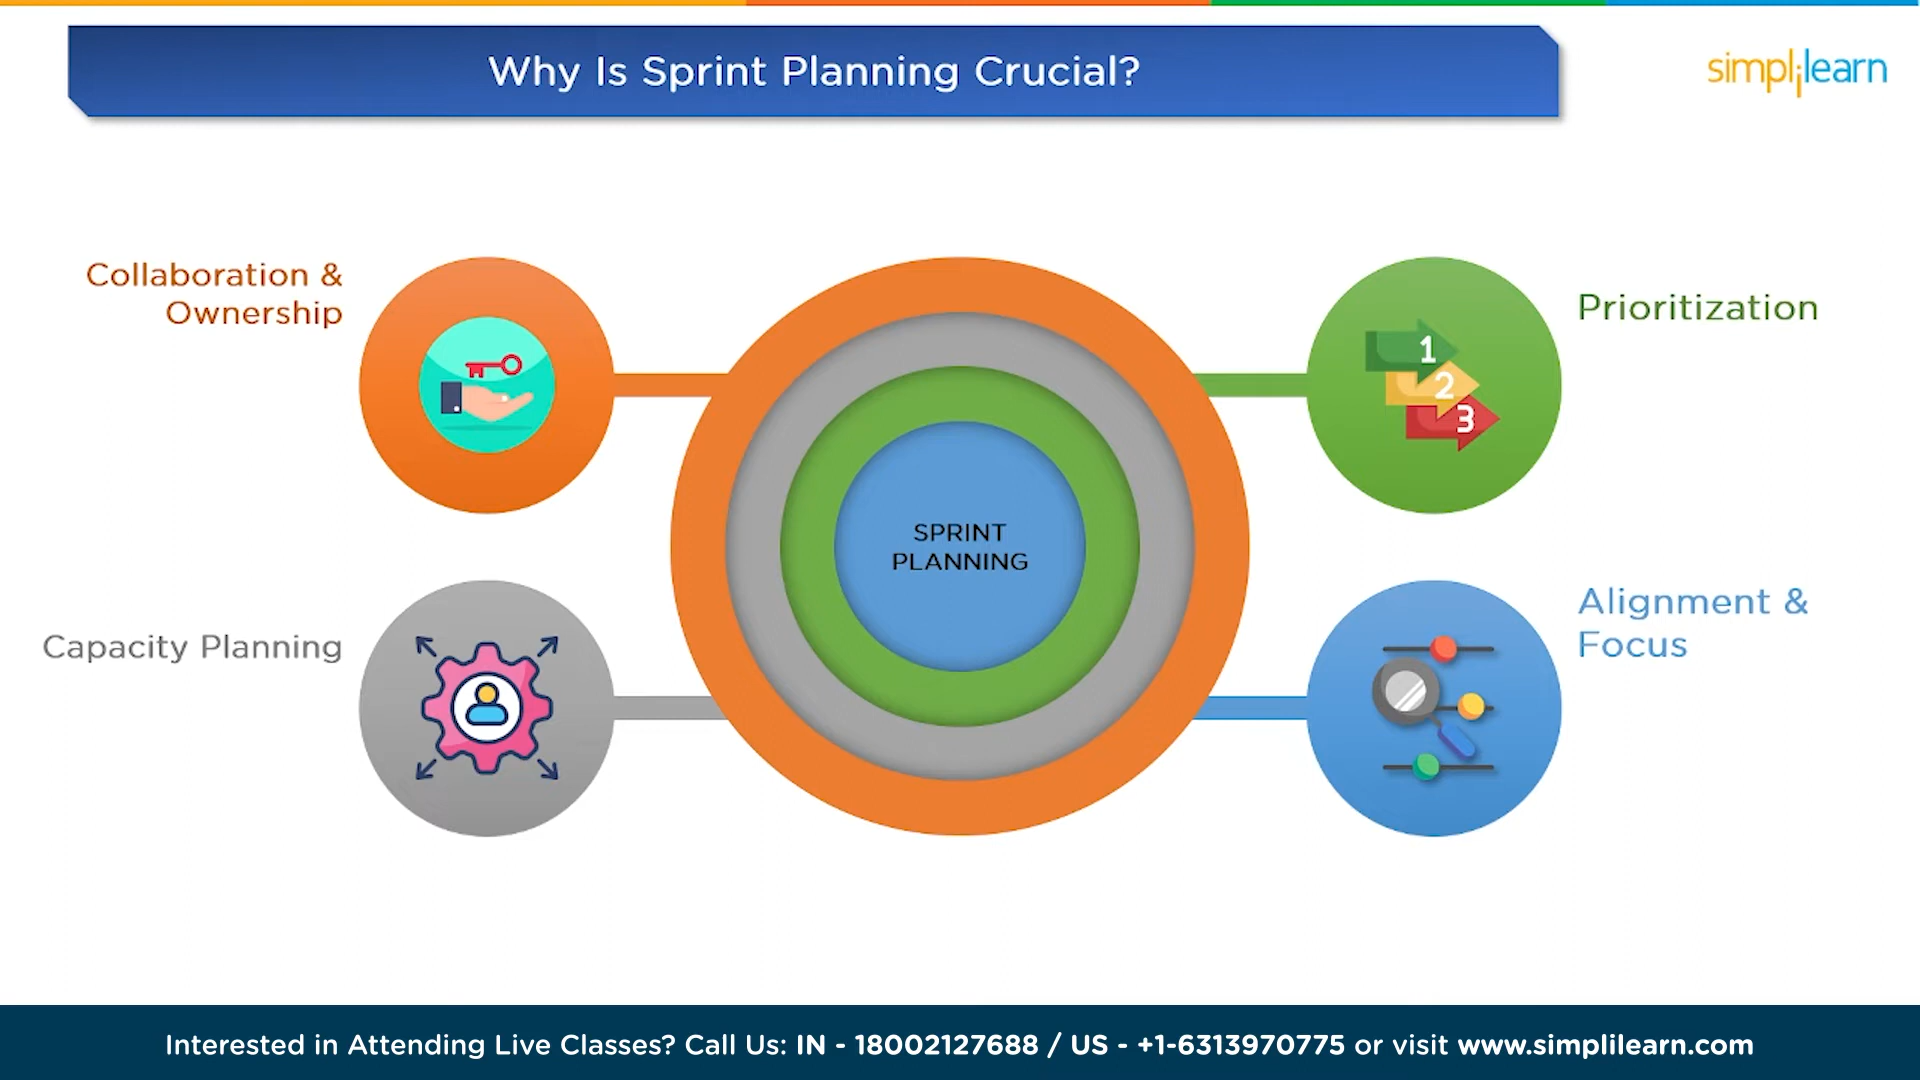 Why Is Sprint Planning Crucial?
simplilearn
Collaboration &
Ownership
Prioritization
1
2
3
SPRINT
PLANNING
Capacity Planning
Alignment &
Focus
Interested in Attending Live Classes? Call Us: IN - 18002127688 / US - +1-6313970775 or visit www.simplilearn.com